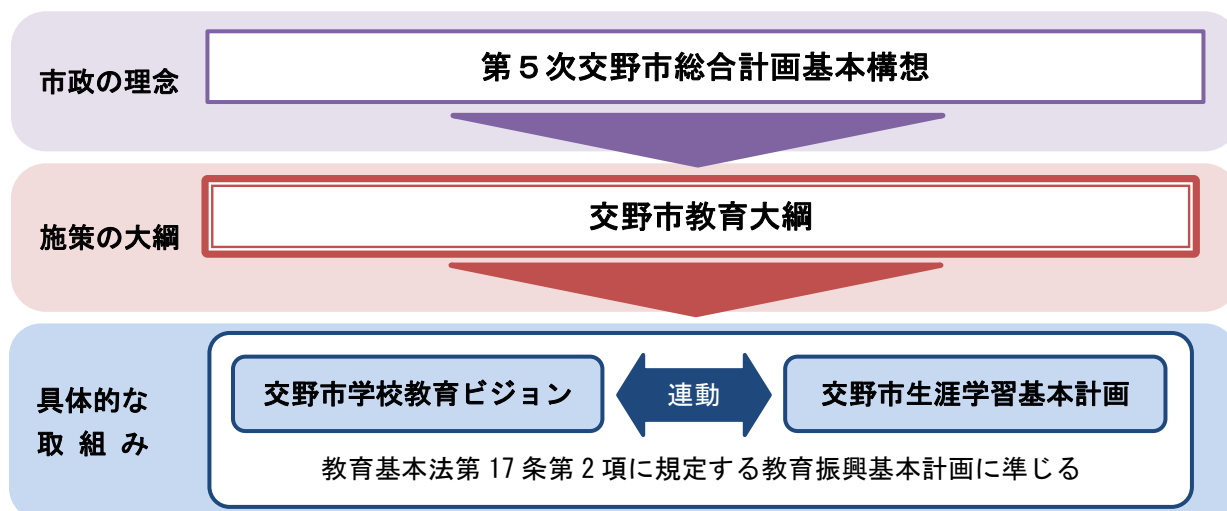 市政の理念
第５次交野市総合計画基本構想
施策の大綱
交野市教育大綱
具体的な
取 組 み
交野市学校教育ビジョン
連動
交野市生涯学習基本計画
教育基本法第 17 条第 2 項に規定する教育振興基本計画に準じる